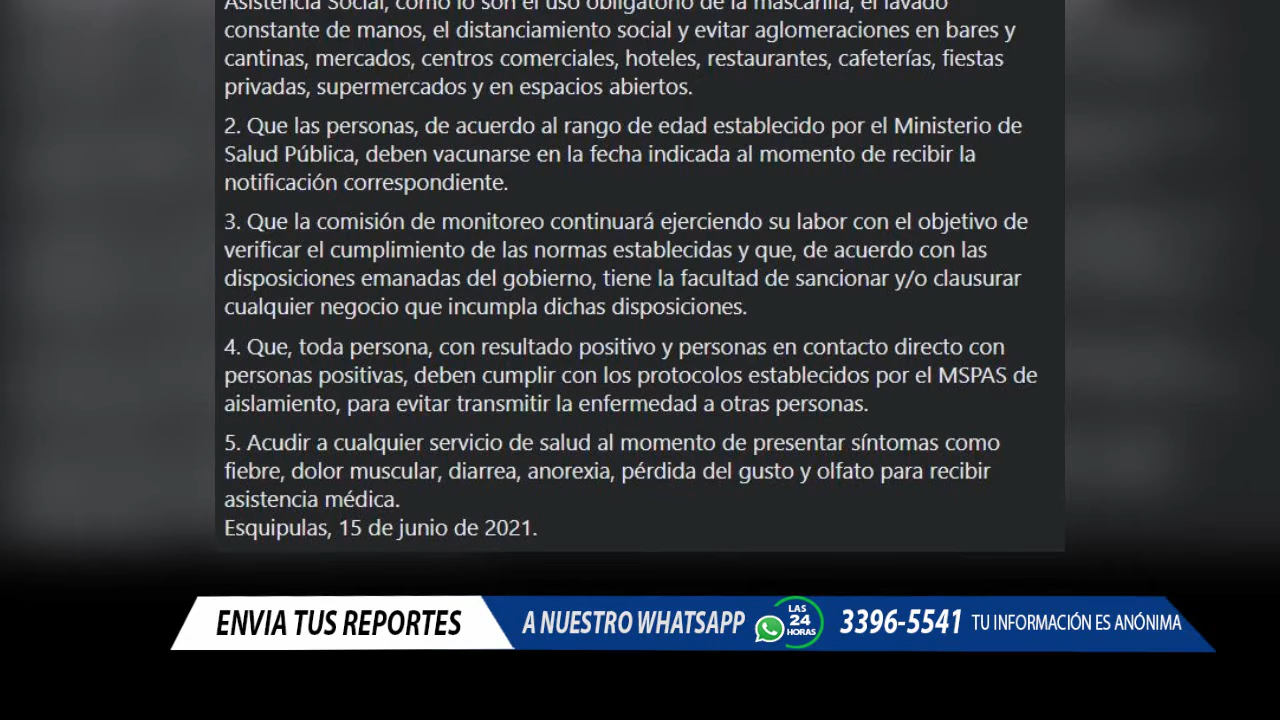 Asistencia Social, como lo son el uso obligatorio de la mascarilla, el lavado
constante de manos, el distanciamiento social y evitar aglomeraciones en bares y
cantinas, mercados, centros comerciales, hoteles, restaurantes, cafeterías, fiestas
privadas, supermercados y en espacios abiertos.
2. Que las personas, de acuerdo al rango de edad establecido por el Ministerio de
Salud Pública, deben vacunarse en la fecha indicada al momento de recibir la
notificación correspondiente.
3. Que la comisión de monitoreo continuará ejerciendo su labor con el objetivo de
verificar el cumplimiento de las normas establecidas y que, de acuerdo con las
disposiciones emanadas del gobierno, tiene la facultad de sancionar y/o clausurar
cualquier negocio que incumpla dichas disposiciones.
4. Que, toda persona, con resultado positivo y personas en contacto directo con
personas positivas, deben cumplir con los protocolos establecidos por el MSPAS de
aislamiento, para evitar transmitir la enfermedad a otras personas.
5. Acudir a cualquier servicio de salud al momento de presentar síntomas como
fiebre, dolor muscular, diarrea, anorexia, pérdida del gusto y olfato para recibir
asistencia médica.
Esquipulas, 15 de junio de 2021.
ENVIA TUS REPORTES A NUESTRO WHATSAPP LAS 24 HORAS 3396-5541 TU INFORMACIÓN ES ANÓNIMA